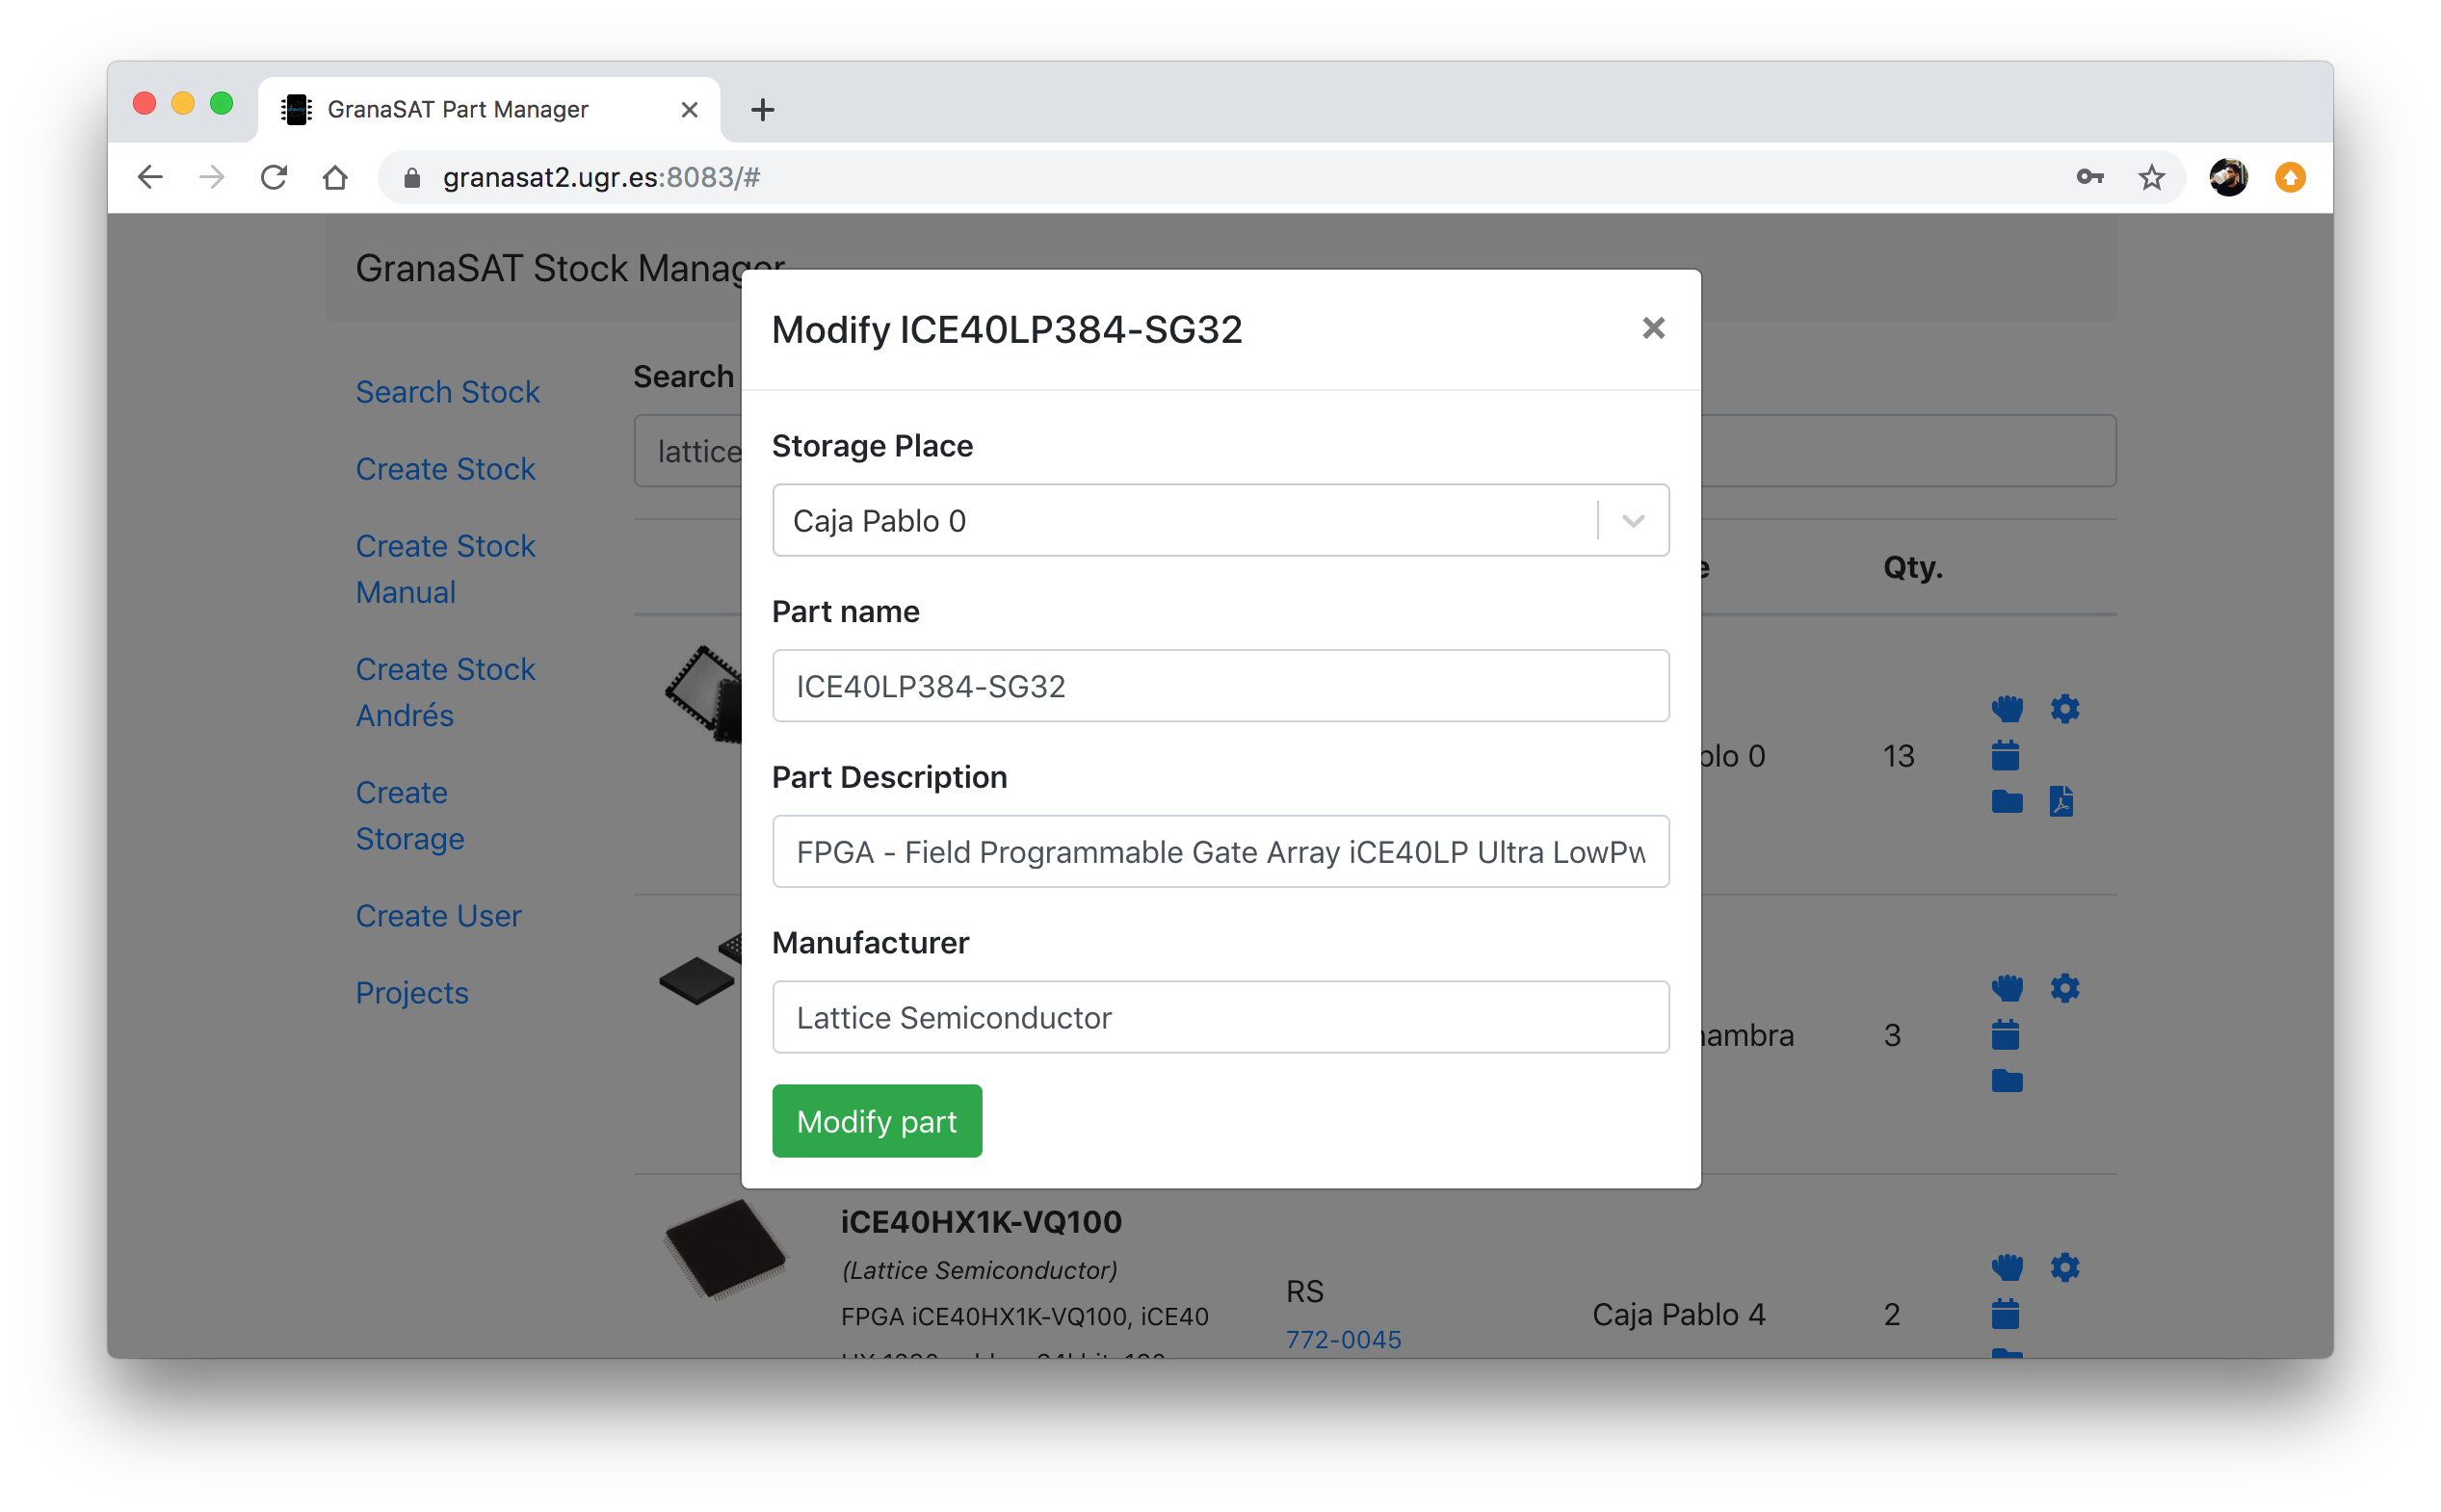 GranaSAT Part Manager
granasat2.ugr.es:8083/#
GranaSAT Stock Manager
Search Stock
Create Stock
Create Stock
Manual
Create Stock
Andrés
Create
Storage
Create User
Projects
Search
lattice
Qty.
13
3
Modify ICE40LP384-SG32
Storage Place
Caja Pablo 0
Part name
ICE40LP384-SG32
Part Description
FPGA - Field Programmable Gate Array iCE40LP Ultra LowPw
Manufacturer
Lattice Semiconductor
Modify part
iCE40HX1K-VQ100
(Lattice Semiconductor)
FPGA iCE40HX1K-VQ100, iCE40
RS
772-0045
Caja Pablo 4
2